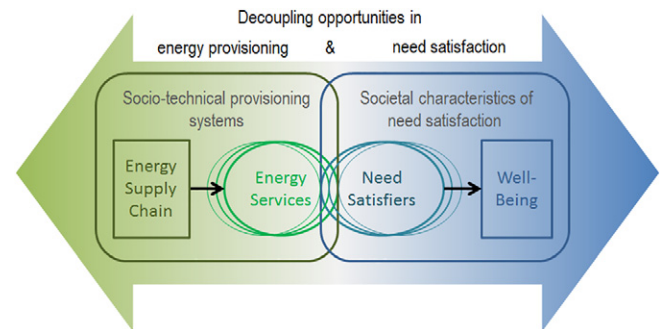 Decoupling opportunities in
energy provisioning & need satisfaction
Socio-technical provisioning
systems
Societal characteristics of
need satisfaction
Energy
Supply
Chain
Energy
Services
Need
Satisfiers
Well-
Being